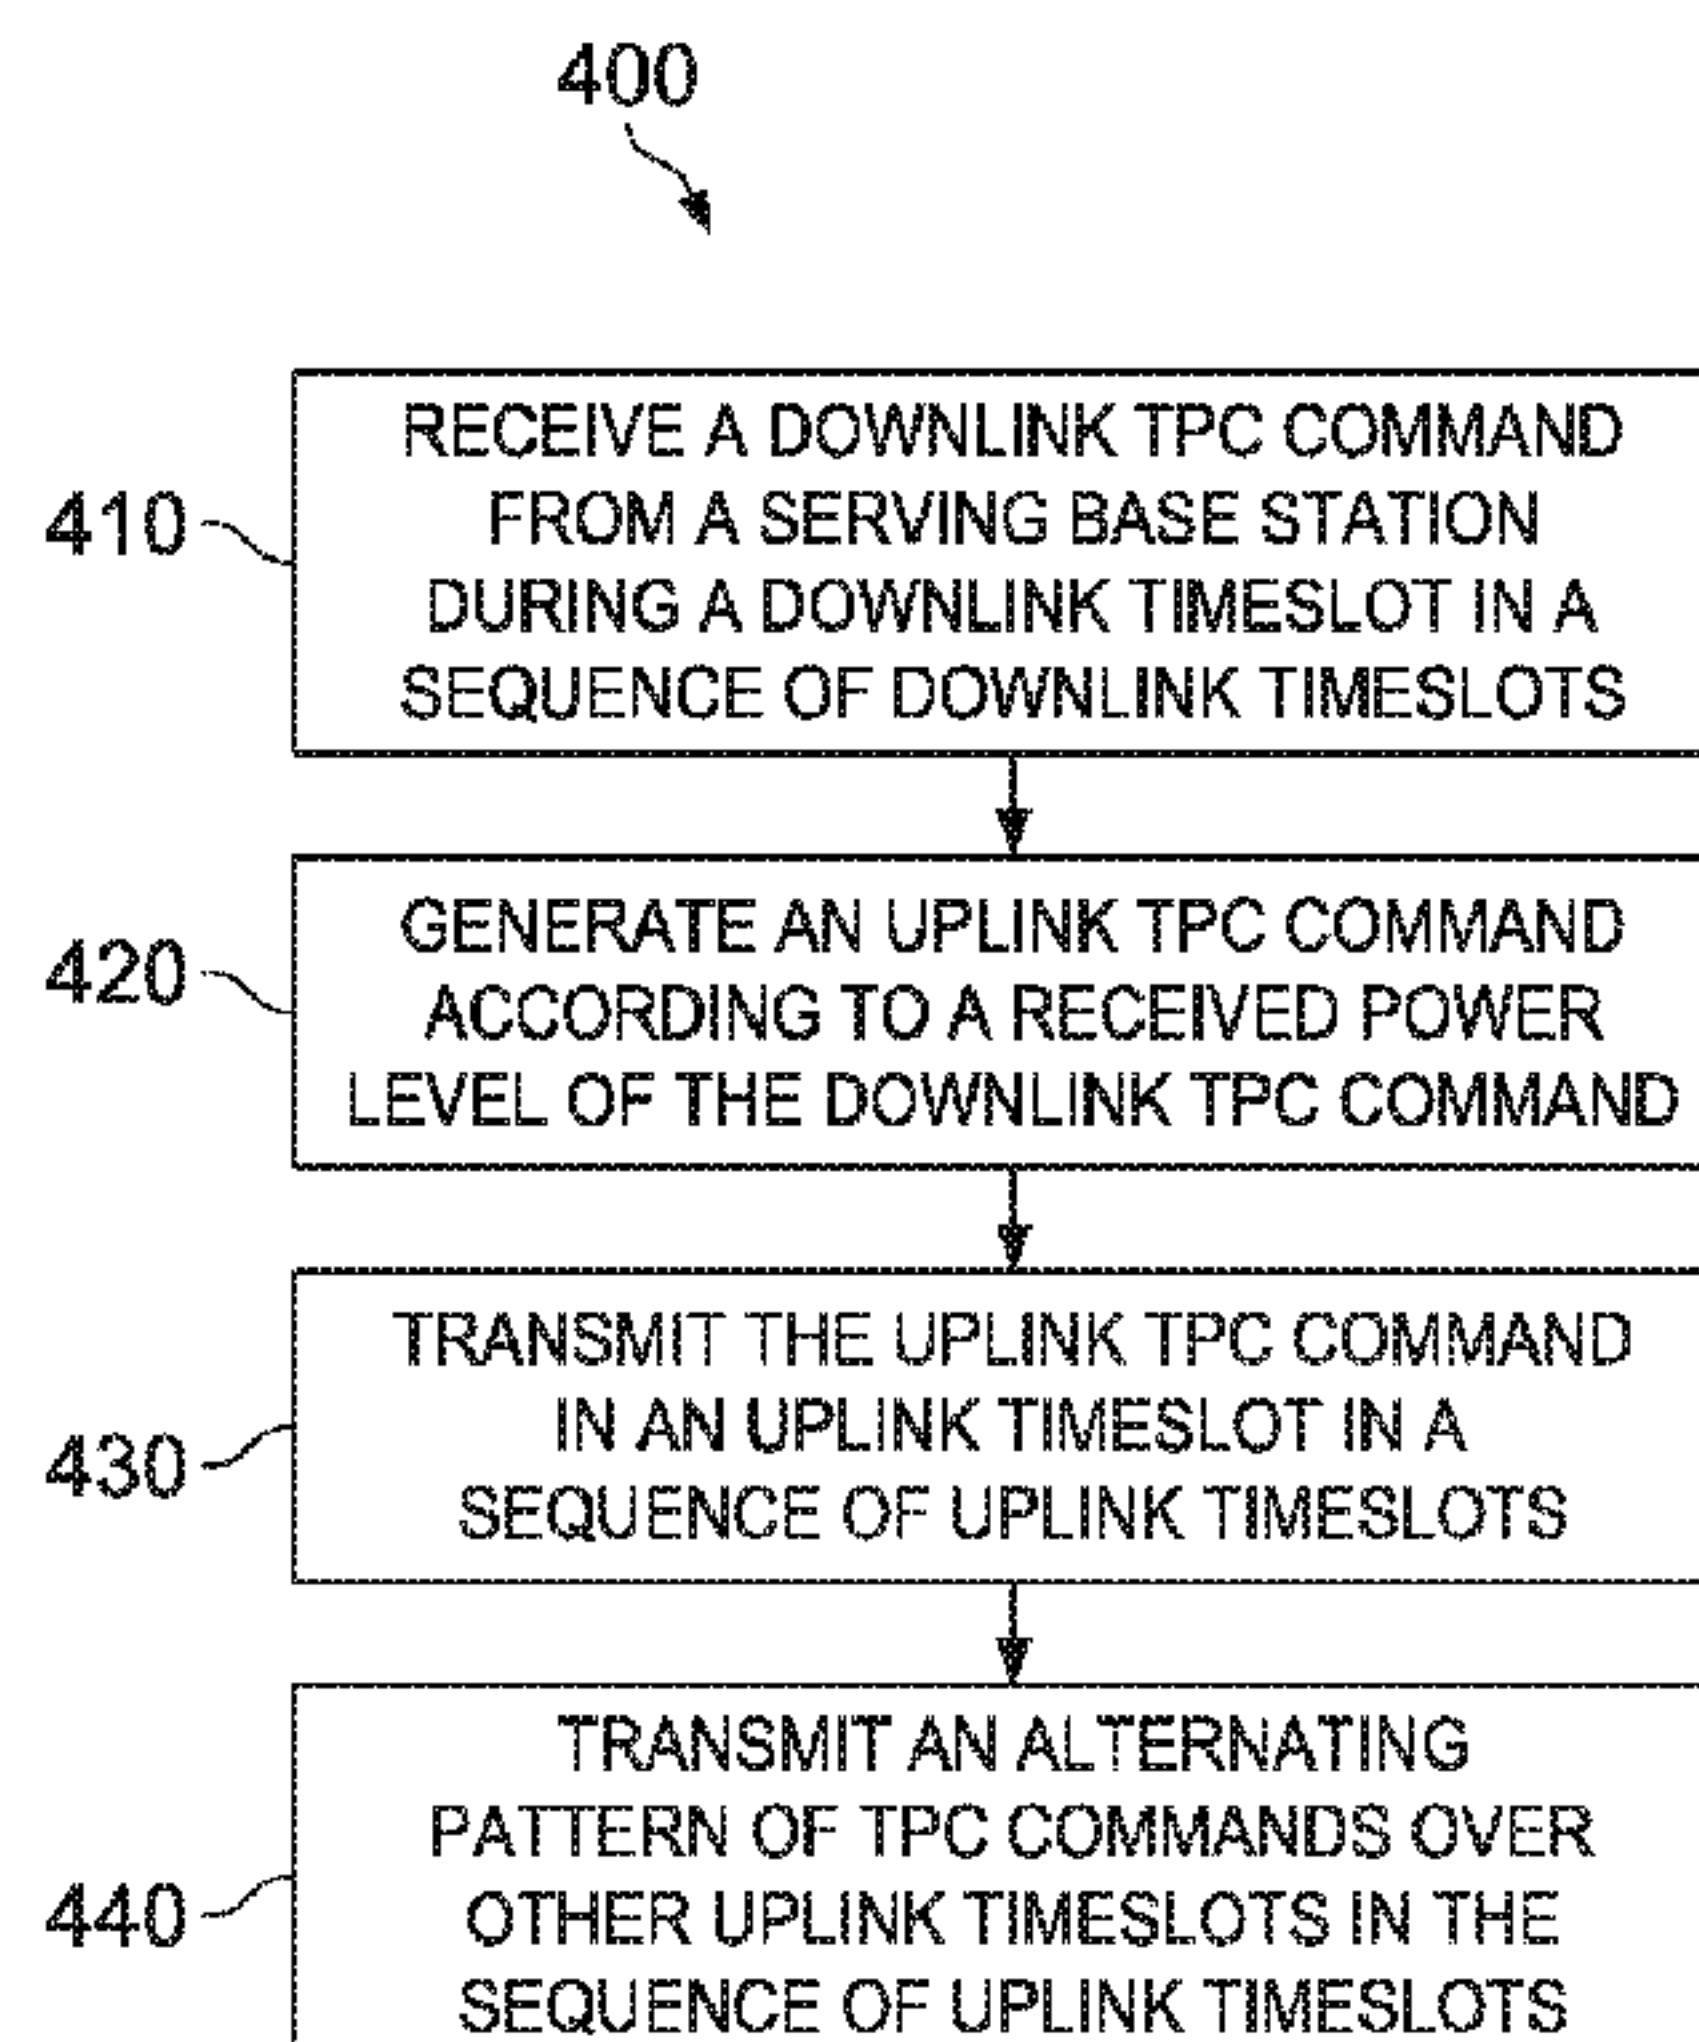 400
410
RECEIVE A DOWNLINK TPC COMMAND
FROM A SERVING BASE STATION
DURING A DOWNLINK TIMESLOT IN A
SEQUENCE OF DOWNLINK TIMESLOTS
420
GENERATE AN UPLINK TPC COMMAND
ACCORDING TO A RECEIVED POWER
LEVEL OF THE DOWNLINK TPC COMMAND
430
TRANSMIT THE UPLINK TPC COMMAND
IN AN UPLINK TIMESLOT IN A
SEQUENCE OF UPLINK TIMESLOTS
440
TRANSMIT AN ALTERNATING
PATTERN OF TPC COMMANDS OVER
OTHER UPLINK TIMESLOTS IN THE
SEQUENCE OF UPLINK TIMESLOTS